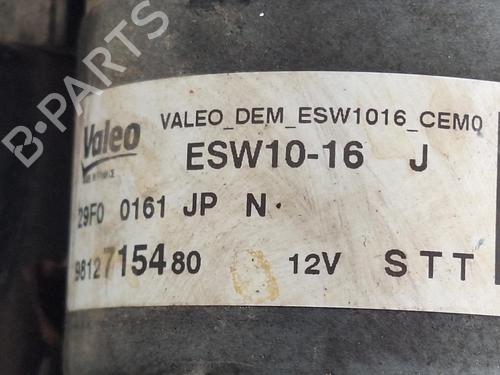 B-PARTS
Valeo
VALEO_DEM_ESW1016_CEM0
ESW10-16 J
29F0 0161 JP N.
9812715480 12V STT